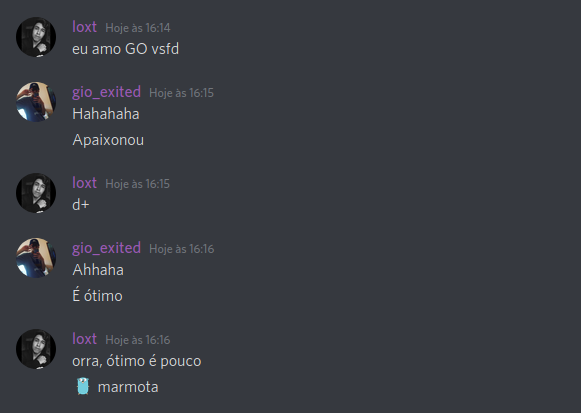 loxt Hoje às 16:14
eu amo GO vsfd
gio_exited Hoje às 16:15
Hahahaha
Apaixonou
loxt Hoje às 16:15
d+
gio_exited Hoje às 16:16
Ahhaha
É ótimo
loxt Hoje às 16:16
orra, ótimo é pouco
marmota